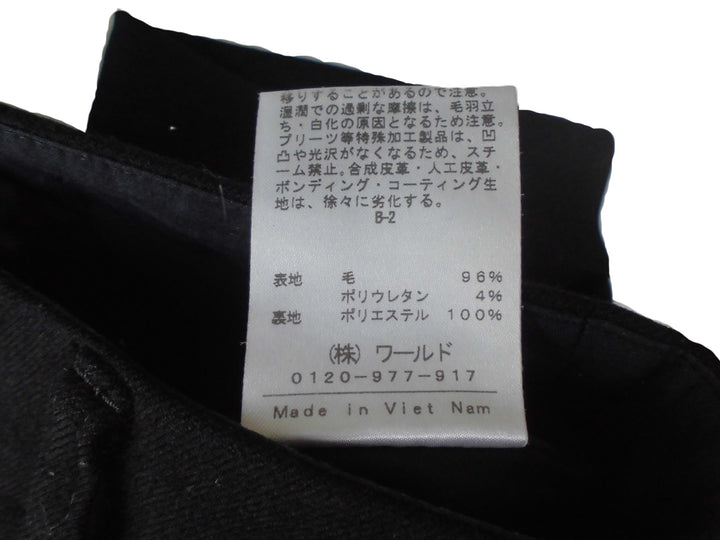 移りすることがあるので注意。
湿潤での過剰な摩擦は、毛羽立
ち・白化の原因となるため注意。
プリーツ等特殊加工製品は、凹
凸や光沢がなくなるため、スチ
ーム禁止。合成皮革・人工皮革・
ボンディング・コーティング生
地は、徐々に劣化する。
B-2
表地 毛 96%
ポリウレタン 4%
裏地 ポリエステル 100%
(株) ワールド
0120-977-917
Made in Viet Nam